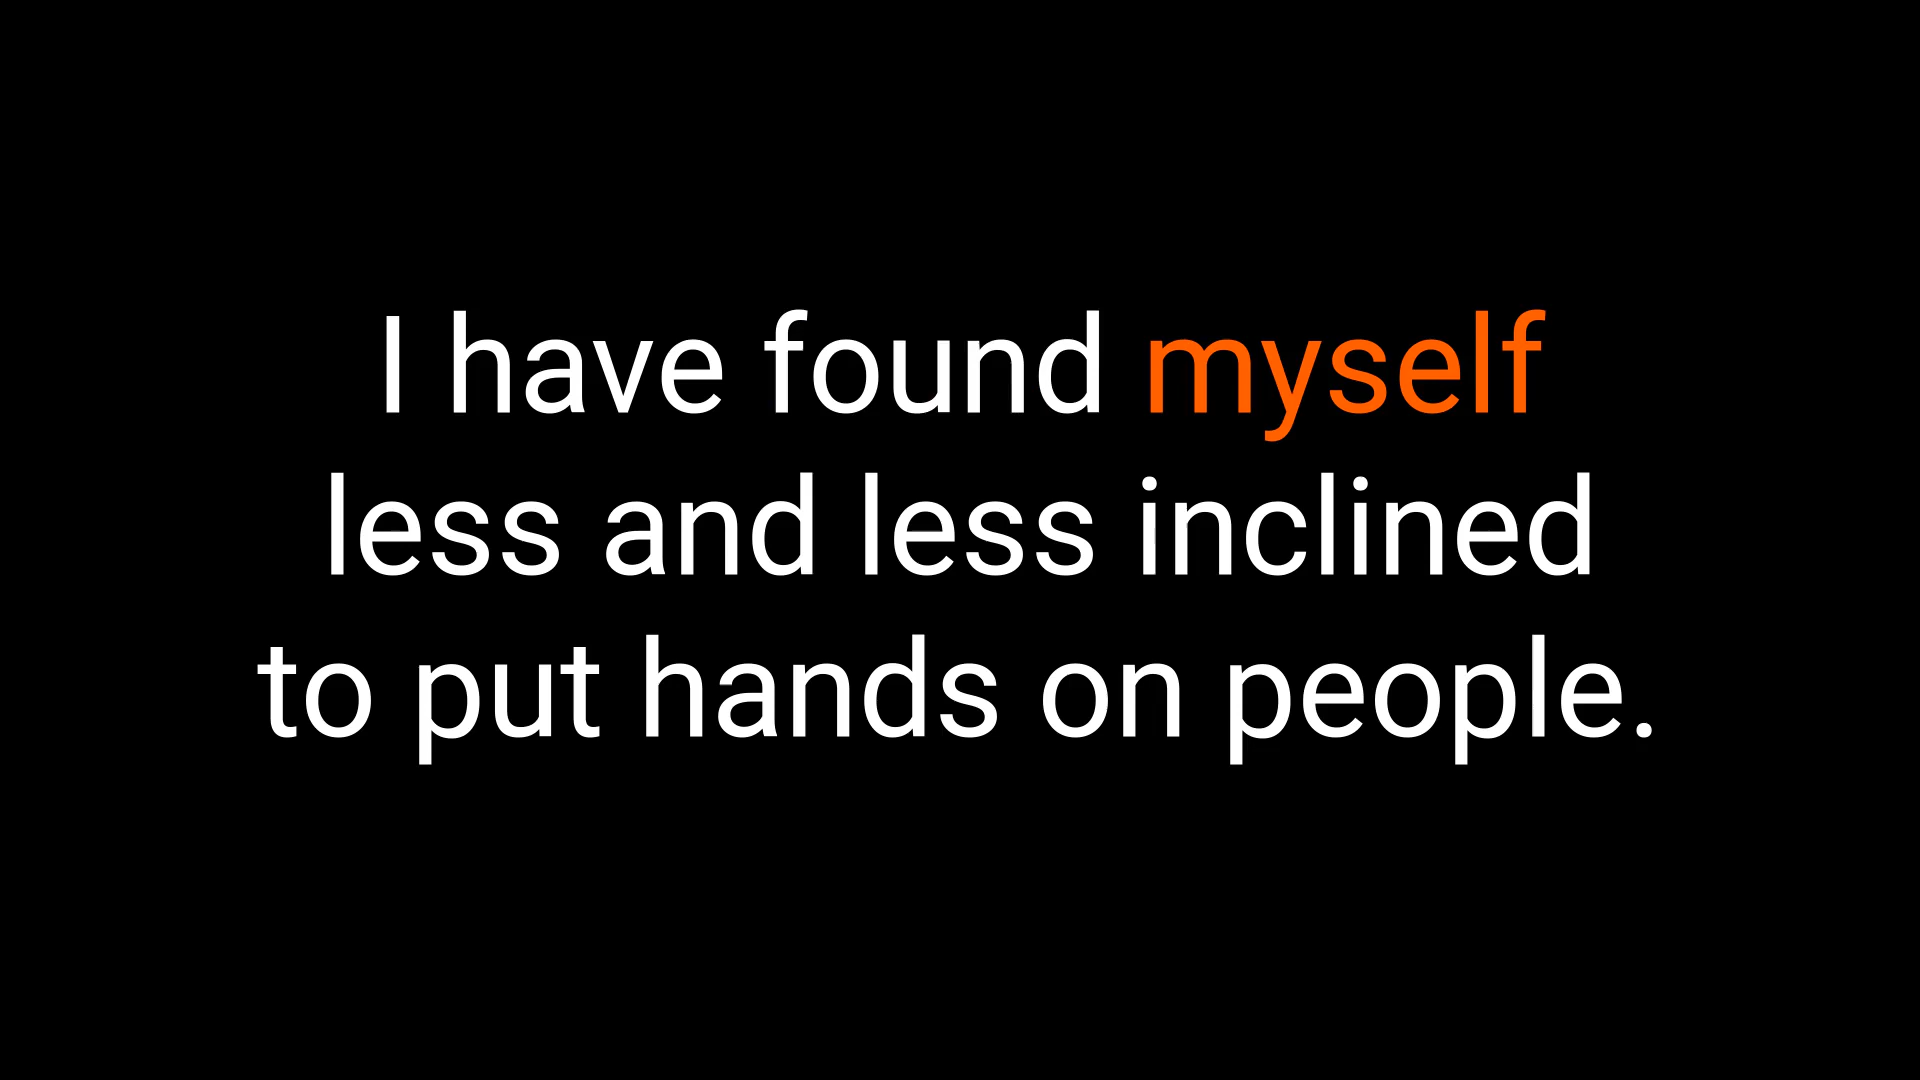 I have found myself
less and less inclined
to put hands on people.